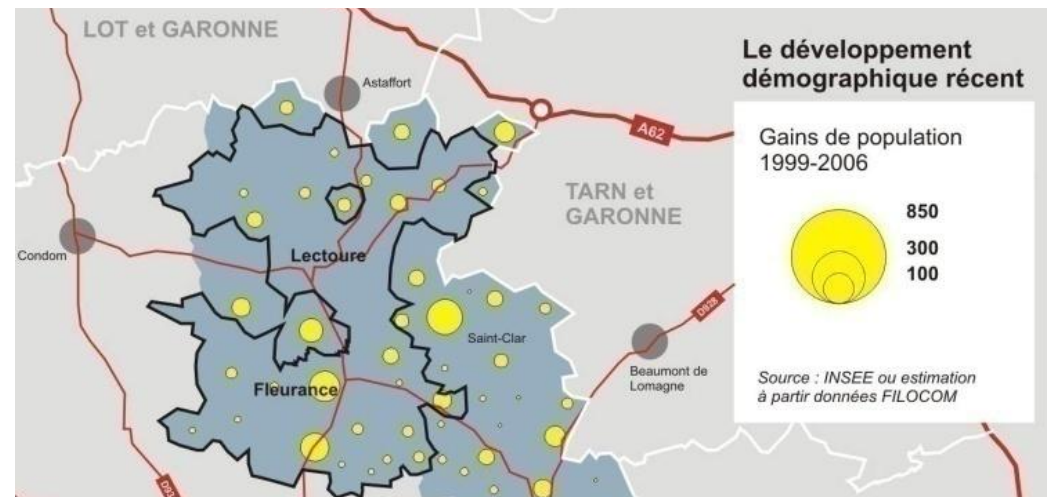 LOT et GARONNE
Astaffort
A62
TARN et
GARONNE
Condom
Lectoure
D928
Saint-Clar
Beaumont de
Lomagne
Fleurance
Le développement
démographique récent
Gains de population
1999-2006
850
300
100
Source : INSEE ou estimation
à partir données FILOCOM